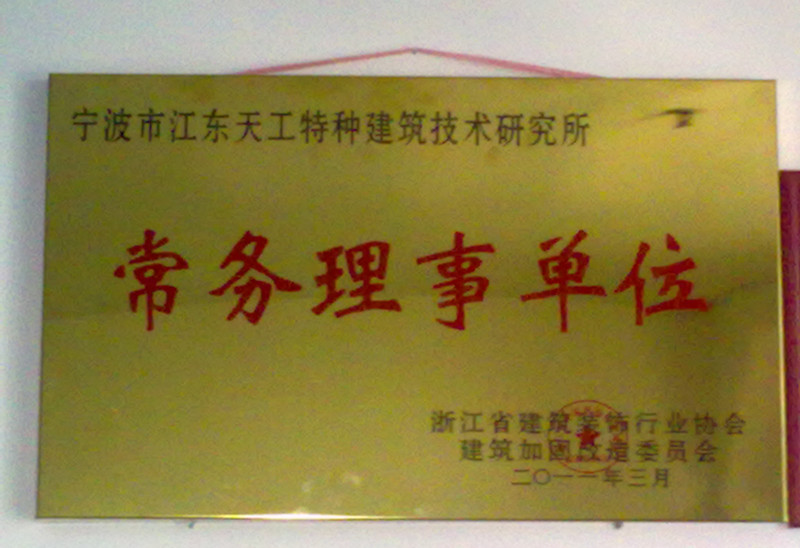 宁波市江东天工特种建筑技术研究所
常务理事单位
浙江省建筑装饰行业协会
建筑加固改造委员会
二〇一一年三月